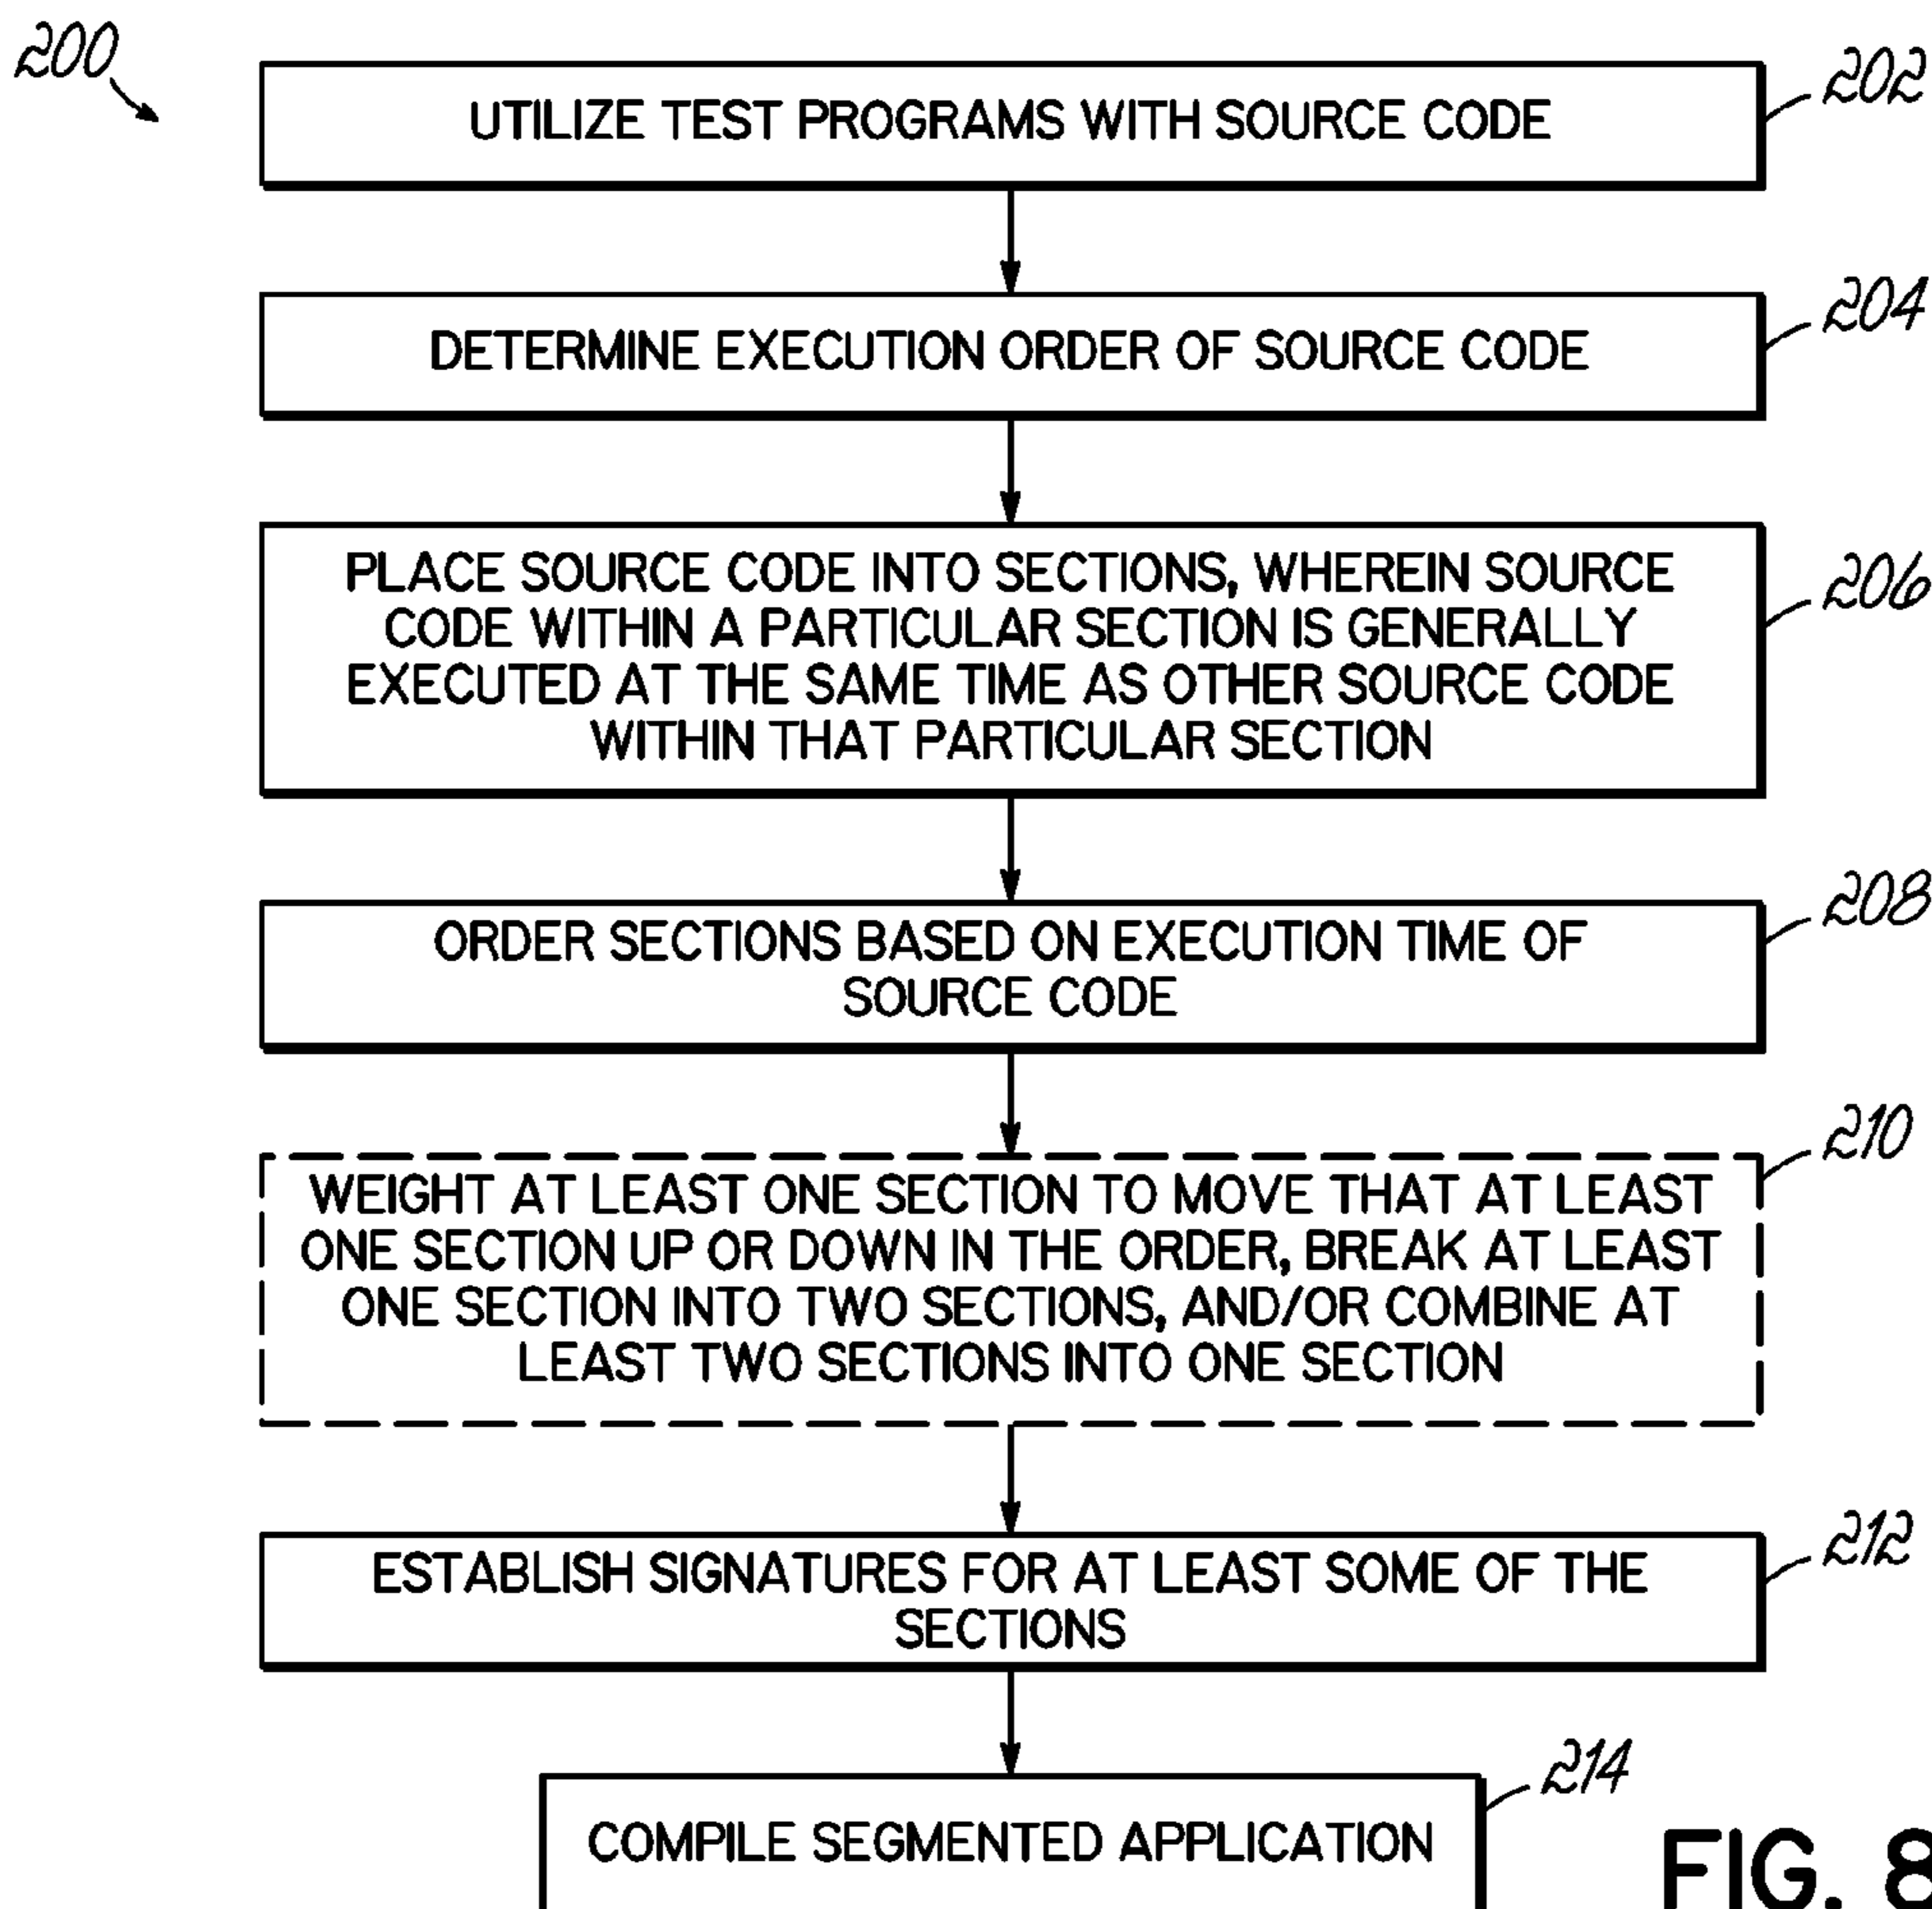 200
202
UTILIZE TEST PROGRAMS WITH SOURCE CODE
204
DETERMINE EXECUTION ORDER OF SOURCE CODE
206
PLACE SOURCE CODE INTO SECTIONS, WHEREIN SOURCE
CODE WITHIN A PARTICULAR SECTION IS GENERALLY
EXECUTED AT THE SAME TIME AS OTHER SOURCE CODE
WITHIN THAT PARTICULAR SECTION
208
ORDER SECTIONS BASED ON EXECUTION TIME OF
SOURCE CODE
210
WEIGHT AT LEAST ONE SECTION TO MOVE THAT AT LEAST
ONE SECTION UP OR DOWN IN THE ORDER, BREAK AT LEAST
ONE SECTION INTO TWO SECTIONS, AND/OR COMBINE AT
LEAST TWO SECTIONS INTO ONE SECTION
212
ESTABLISH SIGNATURES FOR AT LEAST SOME OF THE
SECTIONS
214
COMPILE SEGMENTED APPLICATION
FIG. 8